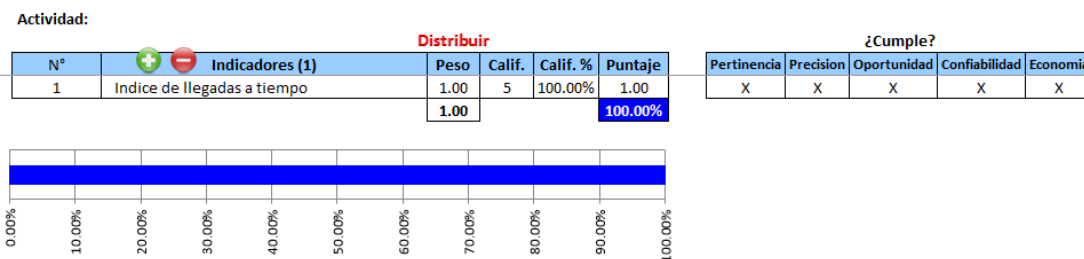 Actividad:
Distribuir ¿Cumple?
N° Indicadores (1) Peso Calif. Calif. % Puntaje Pertinencia Precision Oportunidad Confiabilidad Economia
1 Indice de llegadas a tiempo 1.00 5 100.00% 1.00 X X X X X
1.00 100.00%
0.00% 10.00% 20.00% 30.00% 40.00% 50.00% 60.00% 70.00% 80.00% 90.00% 100.00%